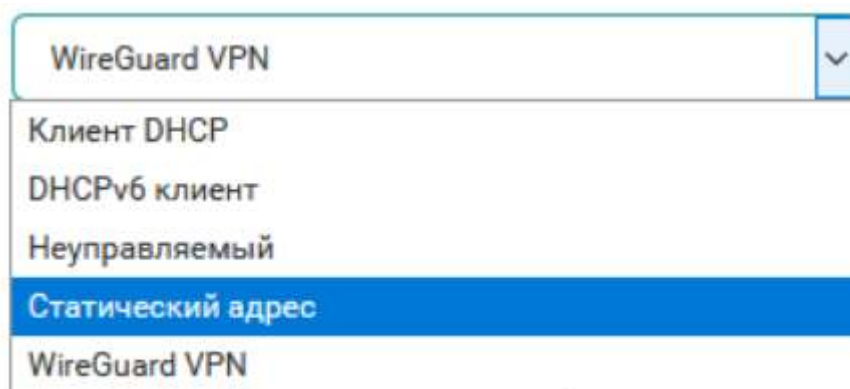 WireGuard VPN
Клиент DHCP
DHCPv6 клиент
Неуправляемый
Статический адрес
WireGuard VPN